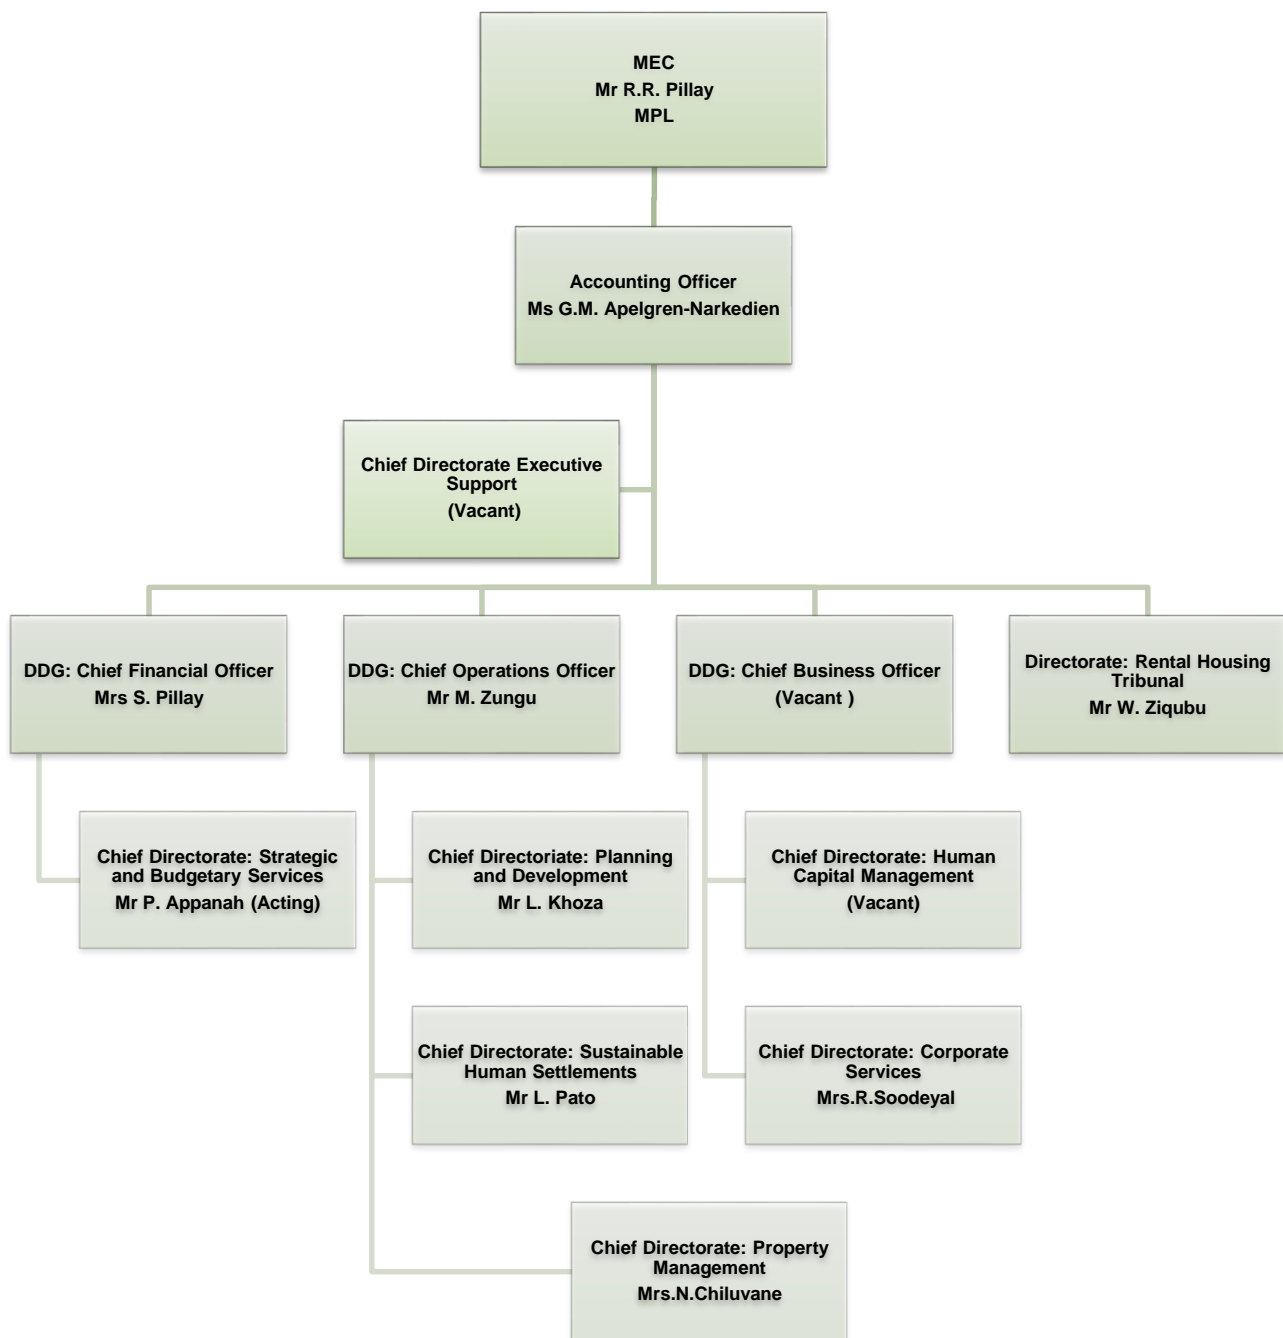 MEC
Mr R.R. Pillay
MPL
Accounting Officer
Ms G.M. Apelgren-Narkedien
Chief Directorate Executive
Support
(Vacant)
DDG: Chief Financial Officer
Mrs S. Pillay
DDG: Chief Operations Officer
Mr M. Zungu
DDG: Chief Business Officer
(Vacant )
Directorate: Rental Housing
Tribunal
Mr W. Ziqubu
Chief Directorate: Strategic
and Budgetary Services
Mr P. Appanah (Acting)
Chief Directoriate: Planning
and Development
Mr L. Khoza
Chief Directorate: Human
Capital Management
(Vacant)
Chief Directorate: Sustainable
Human Settlements
Mr L. Pato
Chief Directorate: Corporate
Services
Mrs.R.Soodeyal
Chief Directorate: Property
Management
Mrs.N.Chiluvane